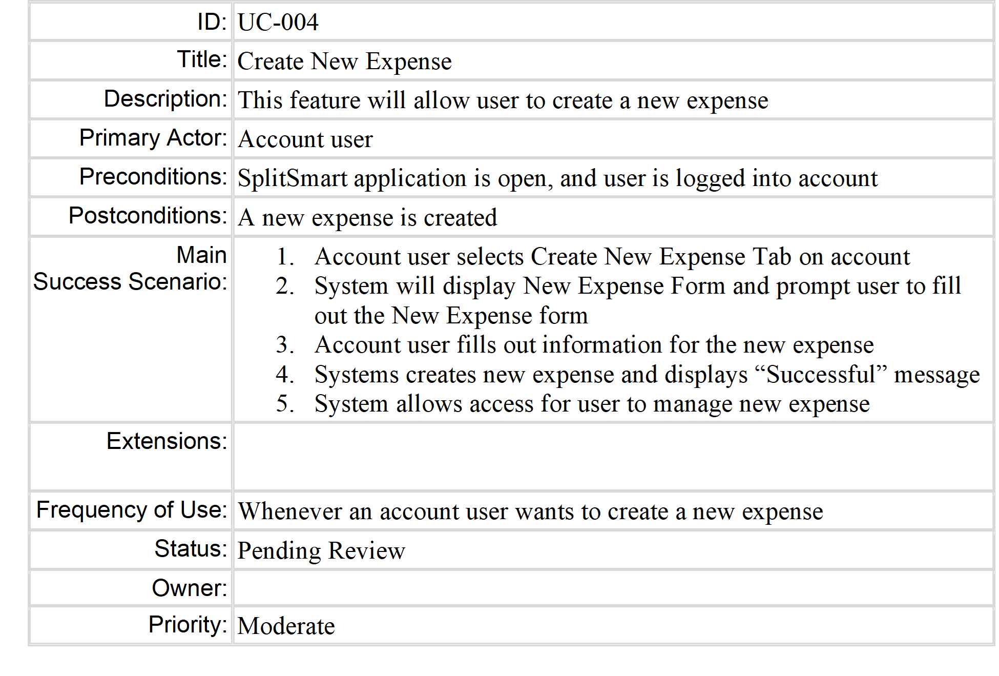 ID: UC-004
Title: Create New Expense
Description: This feature will allow user to create a new expense
Primary Actor: Account user
Preconditions: SplitSmart application is open, and user is logged into account
Postconditions: A new expense is created
Main
Success Scenario:
1. Account user selects Create New Expense Tab on account
2. System will display New Expense Form and prompt user to fill
out the New Expense form
3. Account user fills out information for the new expense
4. Systems creates new expense and displays “Successful” message
5. System allows access for user to manage new expense
Extensions:
Frequency of Use: Whenever an account user wants to create a new expense
Status: Pending Review
Owner:
Priority: Moderate